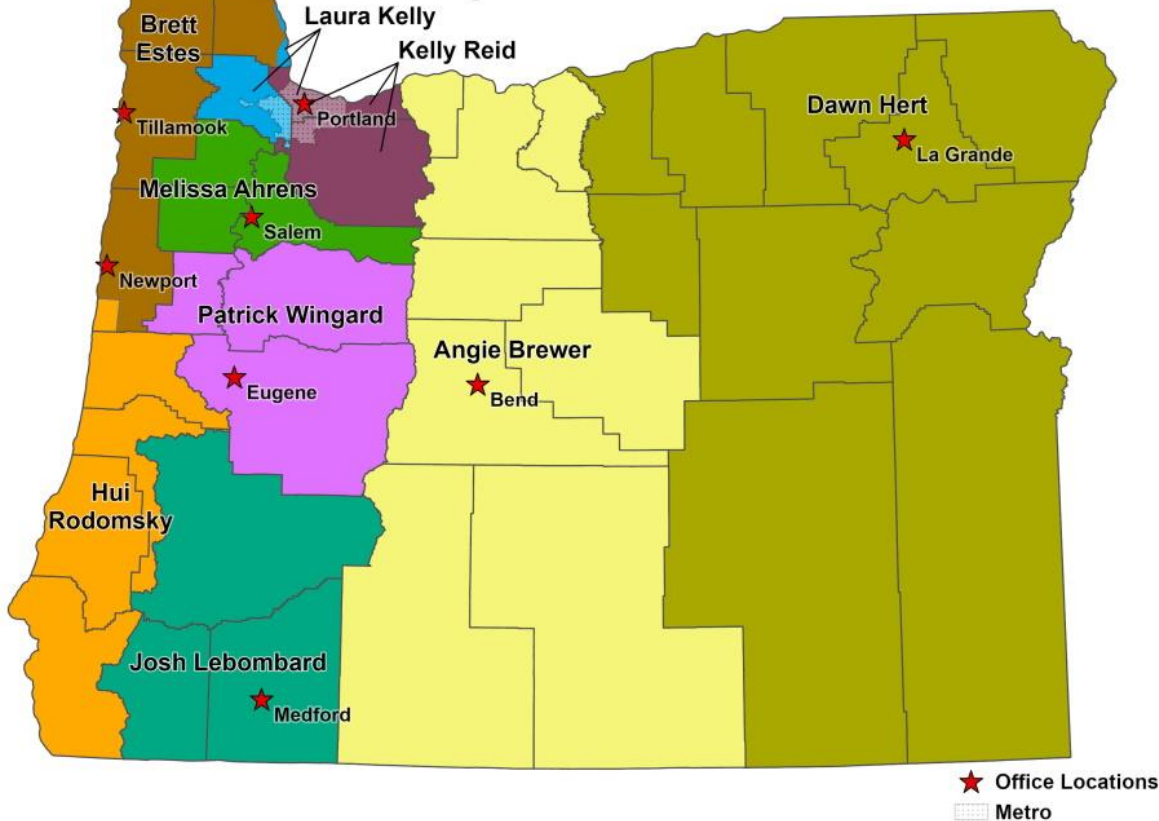 Laura Kelly
Brett
Estes
Kelly Reid
Dawn Hert
Tillamook
Portland
La Grande
Melissa Ahrens
Salem
Newport
Patrick Wingard
Angie Brewer
Eugene
Bend
Hui
Rodomsky
Josh Lebombard
Medford
Office Locations
Metro